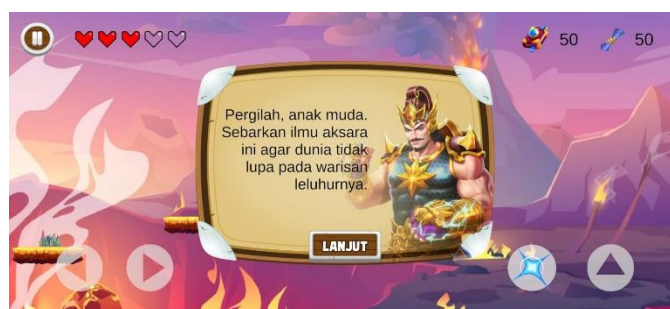 50
50
Pergilah, anak muda.
Sebarkan ilmu aksara
ini agar dunia tidak
lupa pada warisan
leluhurnya.
LANJUT